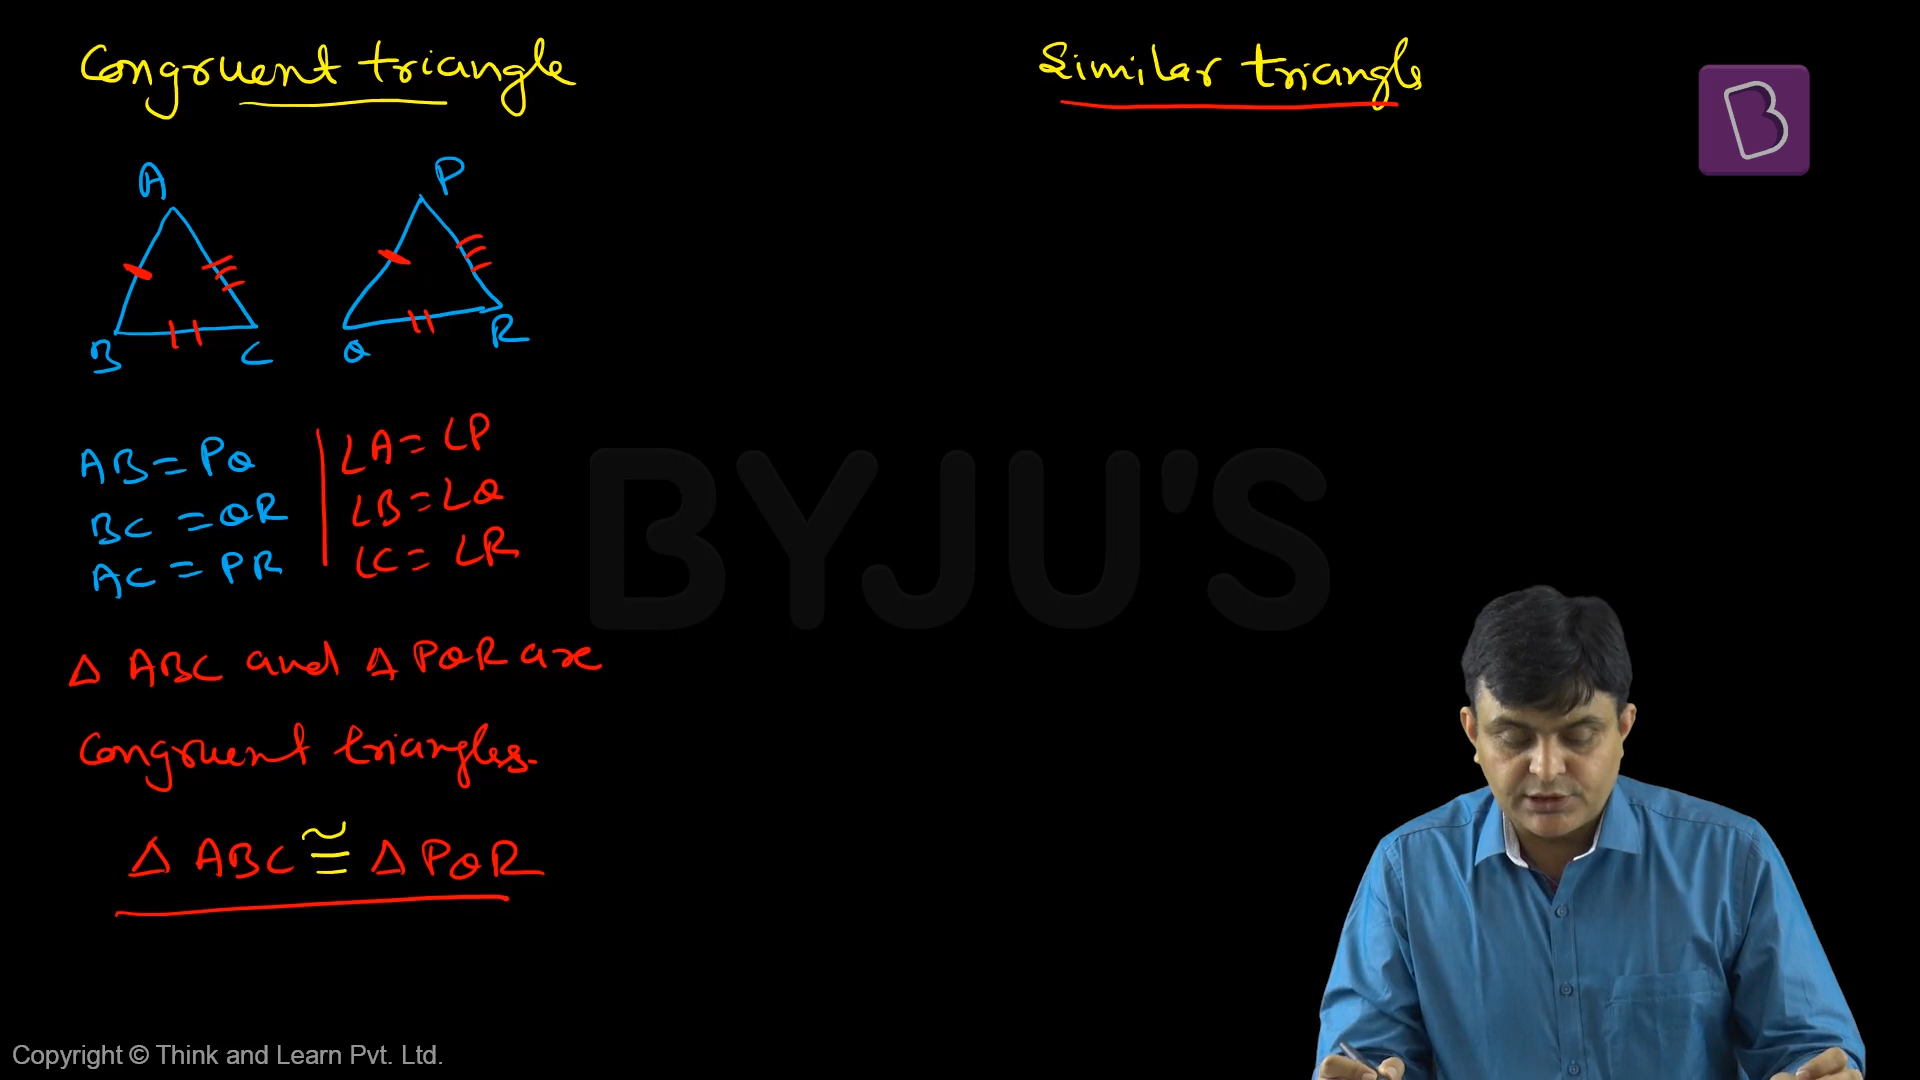 Congruent triangle
Similar triangle
B
A
P
B
C
Q
R
AB = PQ
BC = QR
AC = PR
∠A = ∠P
∠B = ∠Q
∠C = ∠R
BYJU'S
Δ ABC and Δ PQR are
Congruent triangles.
Δ ABC ≅ Δ PQR
Copyright © Think and Learn Pvt. Ltd.